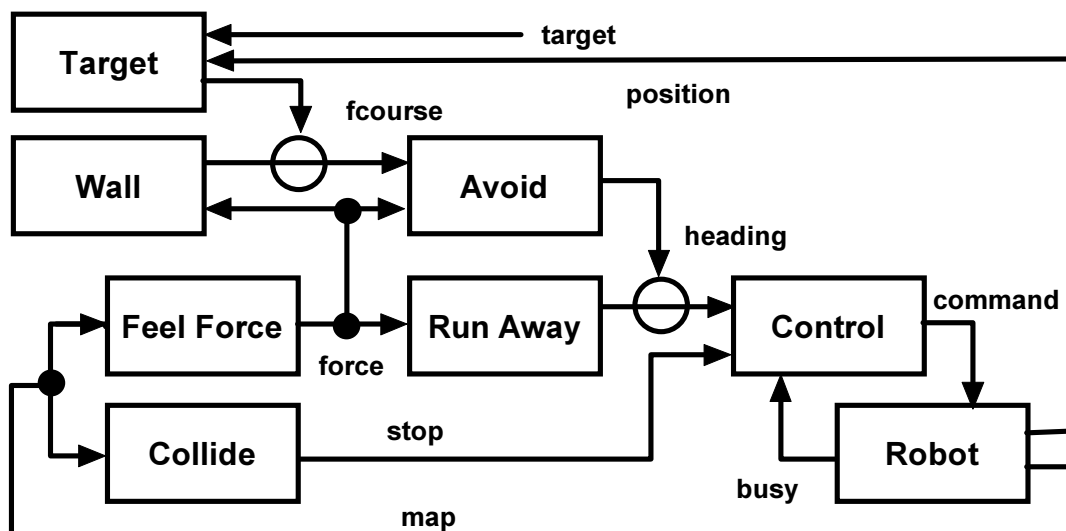 target
Target
position
fcourse
Wall
Avoid
heading
Feel Force
Run Away
Control
command
force
stop
Collide
Robot
busy
map